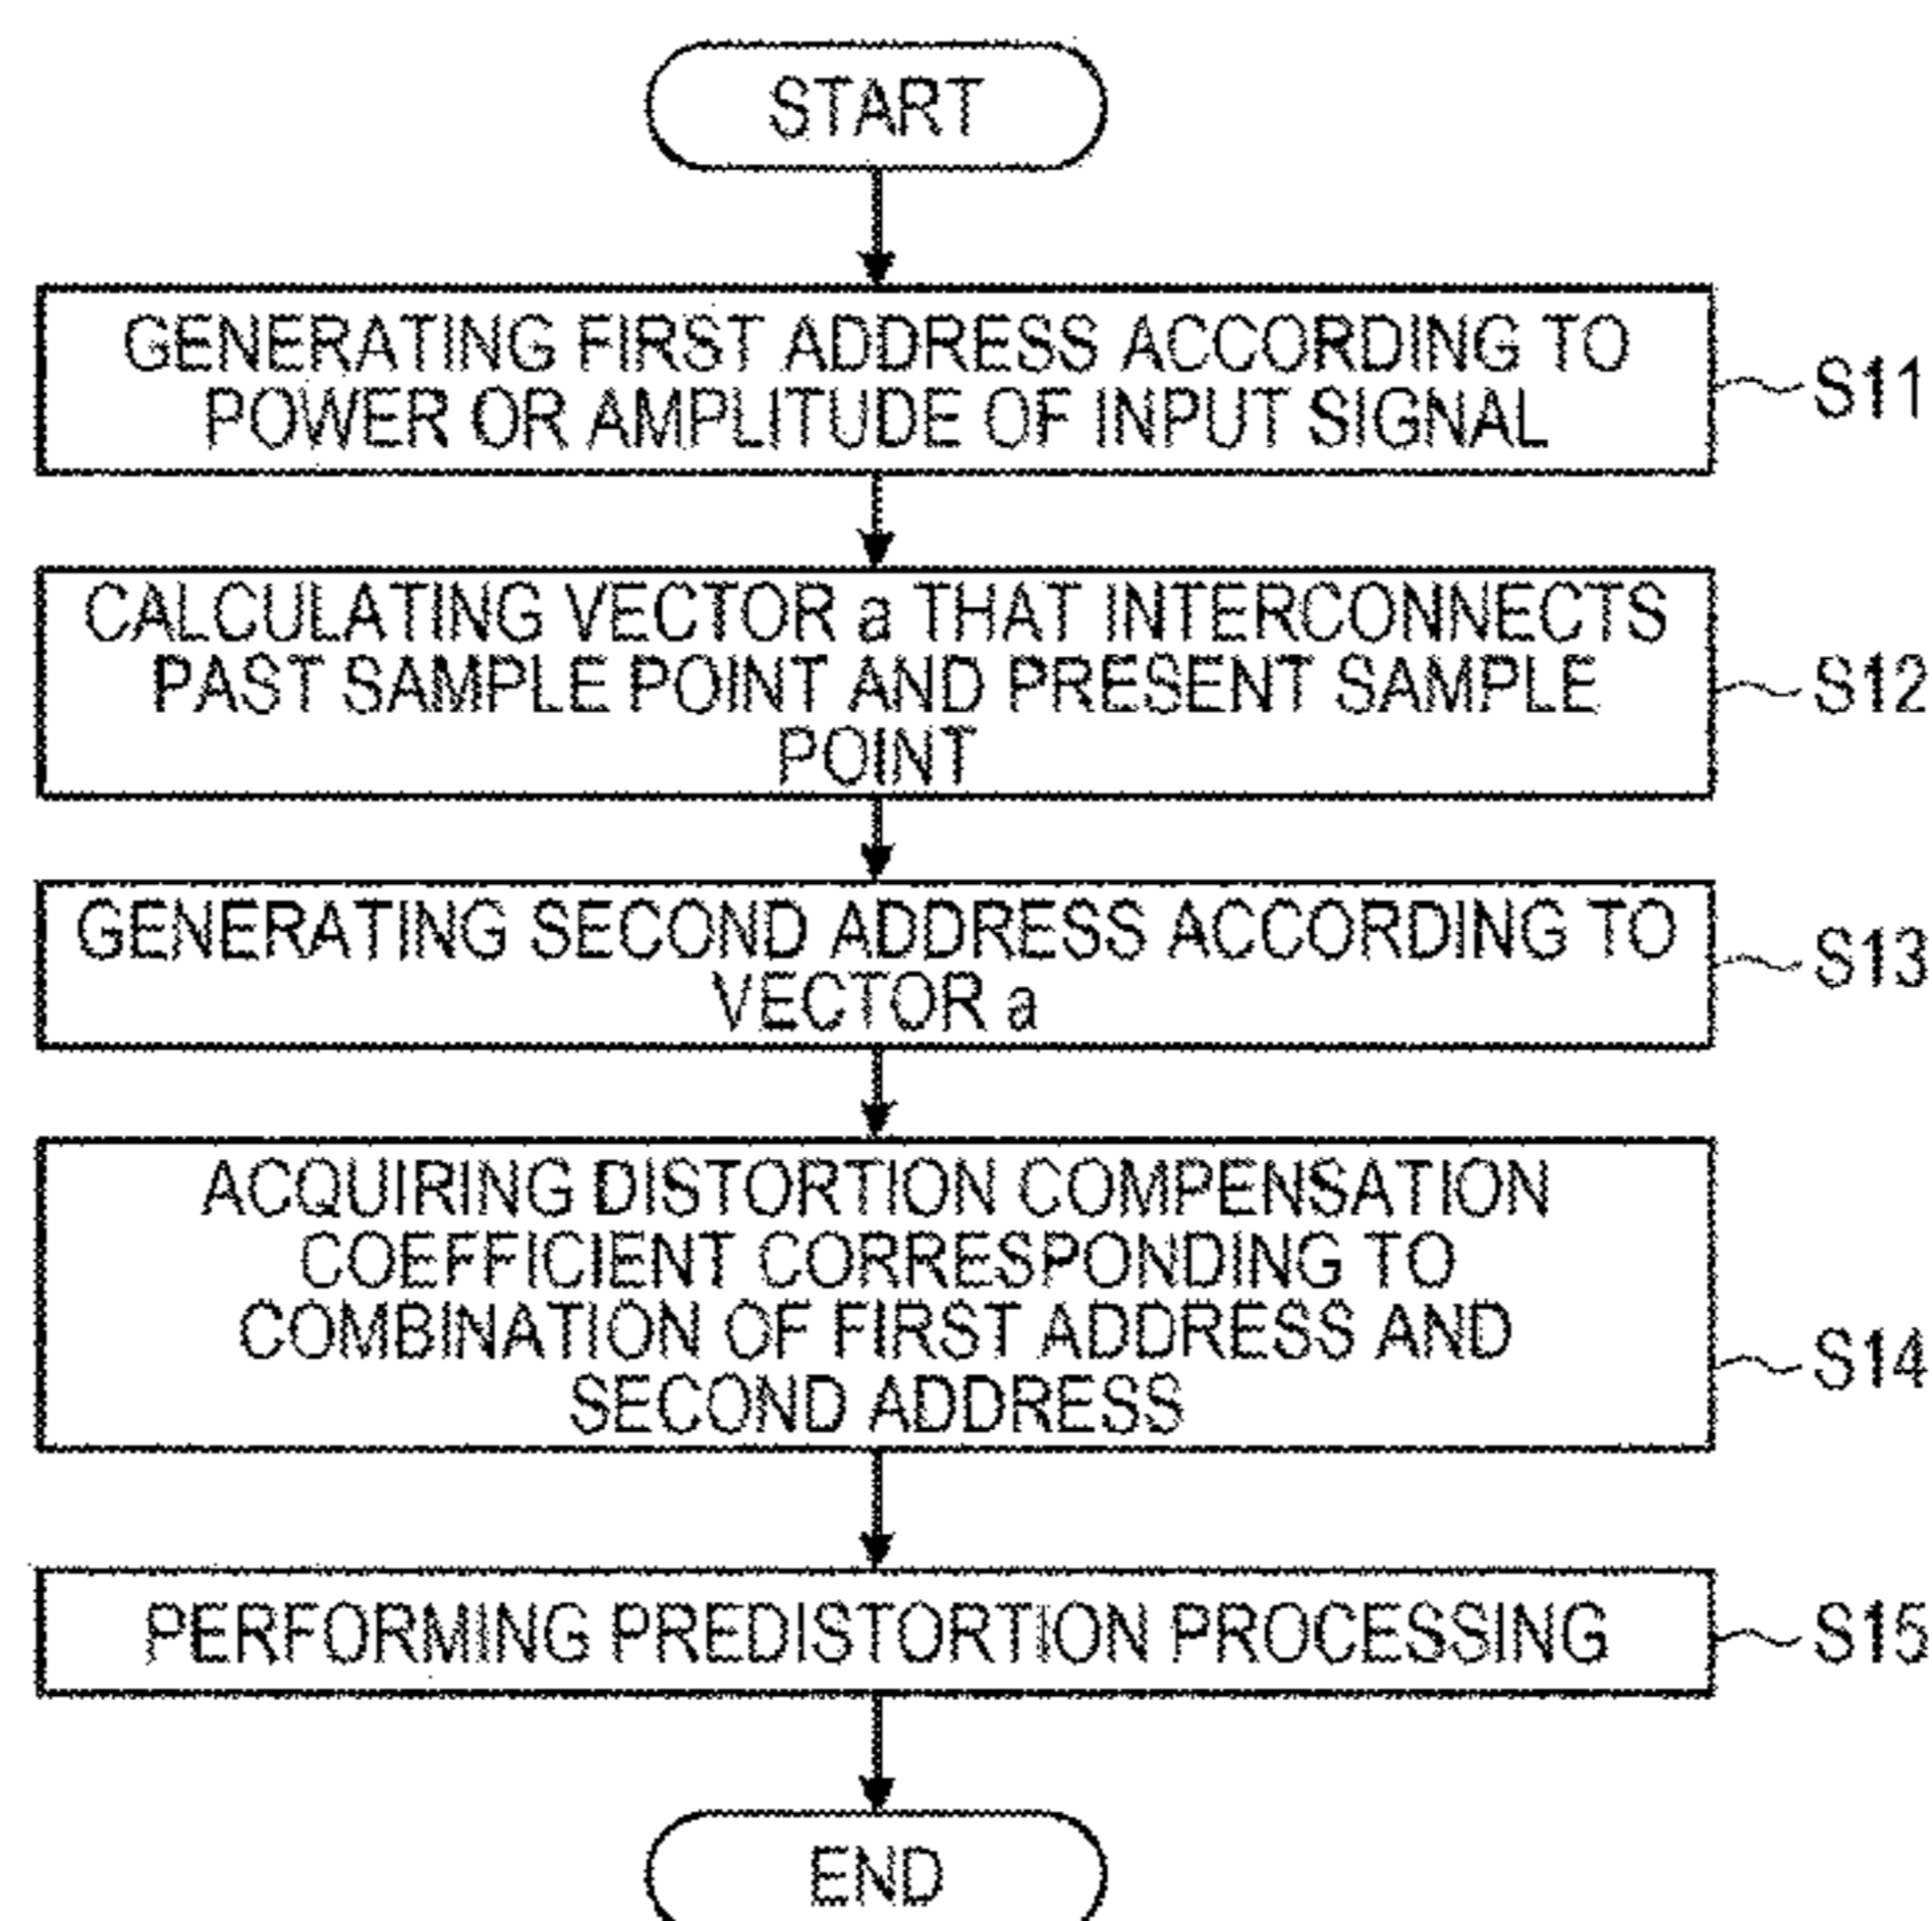 START
GENERATING FIRST ADDRESS ACCORDING TO
POWER OR AMPLITUDE OF INPUT SIGNAL
S11
CALCULATING VECTOR a THAT INTERCONNECTS
PAST SAMPLE POINT AND PRESENT SAMPLE
POINT
S12
GENERATING SECOND ADDRESS ACCORDING TO
VECTOR a
S13
ACQUIRING DISTORTION COMPENSATION
COEFFICIENT CORRESPONDING TO
COMBINATION OF FIRST ADDRESS AND
SECOND ADDRESS
S14
PERFORMING PREDISTORTION PROCESSING
S15
END